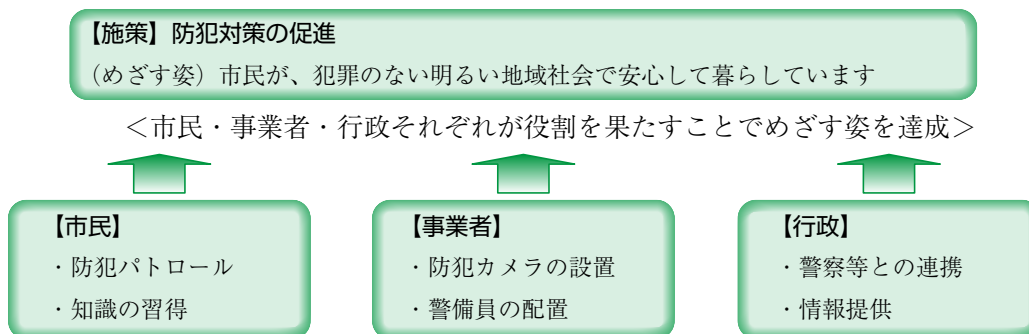 【施策】防犯対策の促進
（めざす姿）市民が、犯罪のない明るい地域社会で安心して暮らしています
＜市民・事業者・行政それぞれが役割を果たすことでめざす姿を達成＞
【市民】
・防犯パトロール
・知識の習得
【事業者】
・防犯カメラの設置
・警備員の配置
【行政】
・警察等との連携
・情報提供